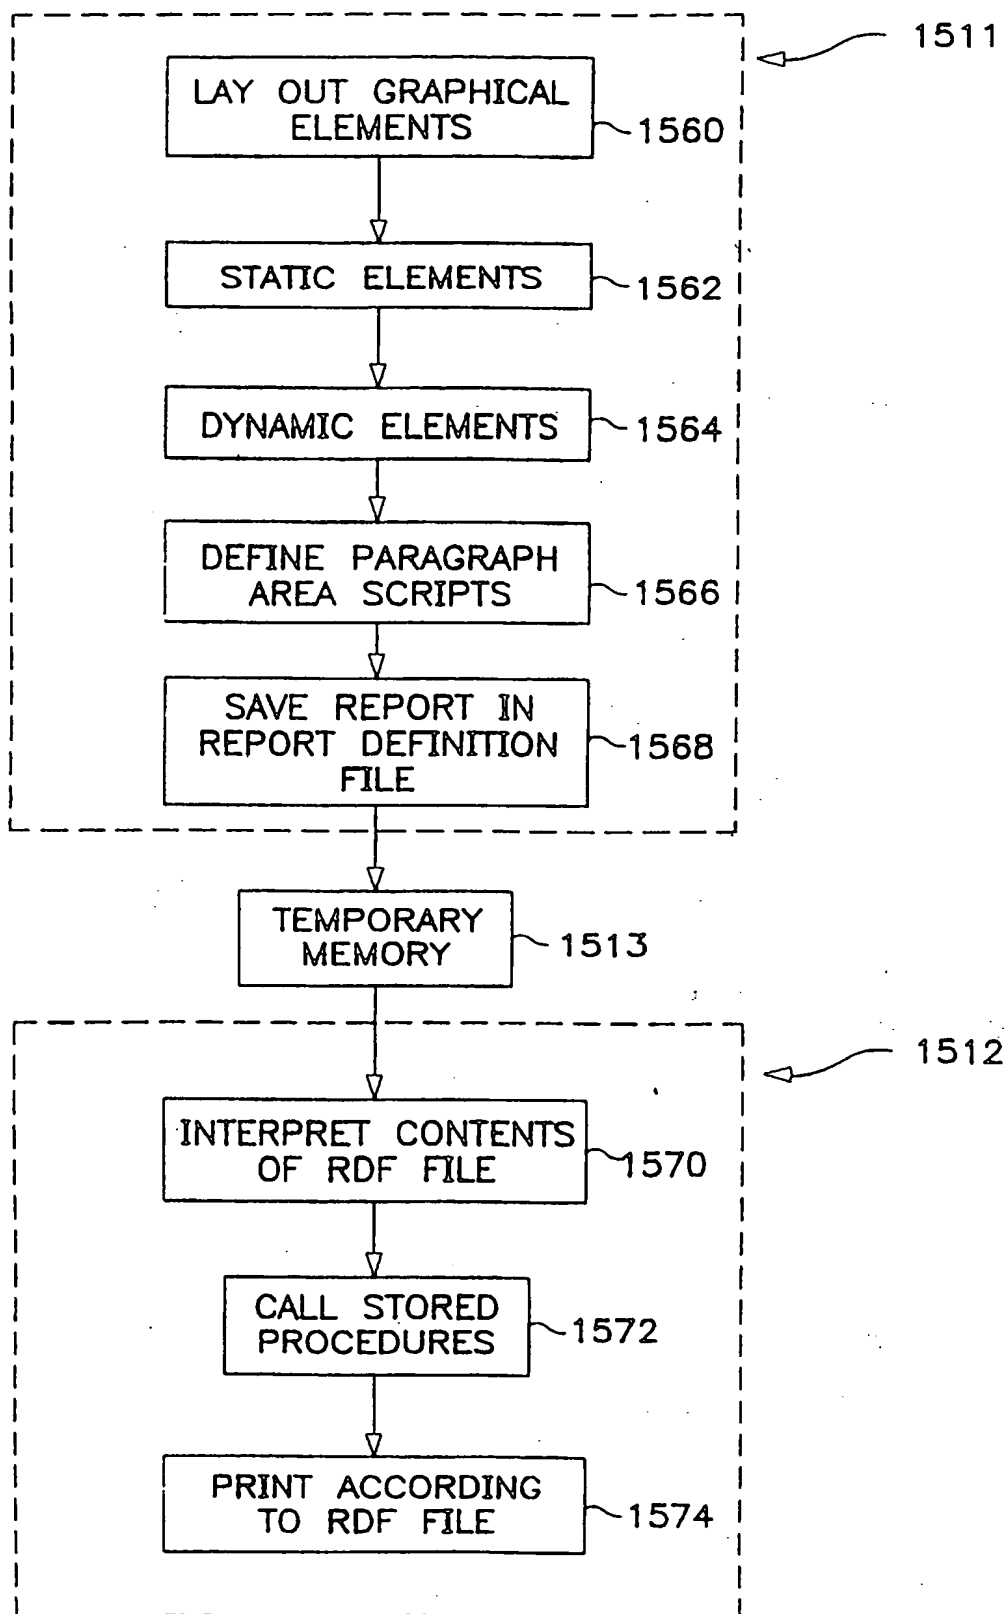 1511
LAY OUT GRAPHICAL
ELEMENTS
1560
STATIC ELEMENTS
1562
DYNAMIC ELEMENTS
1564
DEFINE PARAGRAPH
AREA SCRIPTS
1566
SAVE REPORT IN
REPORT DEFINITION
FILE
1568
TEMPORARY
MEMORY
1513
1512
INTERPRET CONTENTS
OF RDF FILE
1570
CALL STORED
PROCEDURES
1572
PRINT ACCORDING
TO RDF FILE
1574